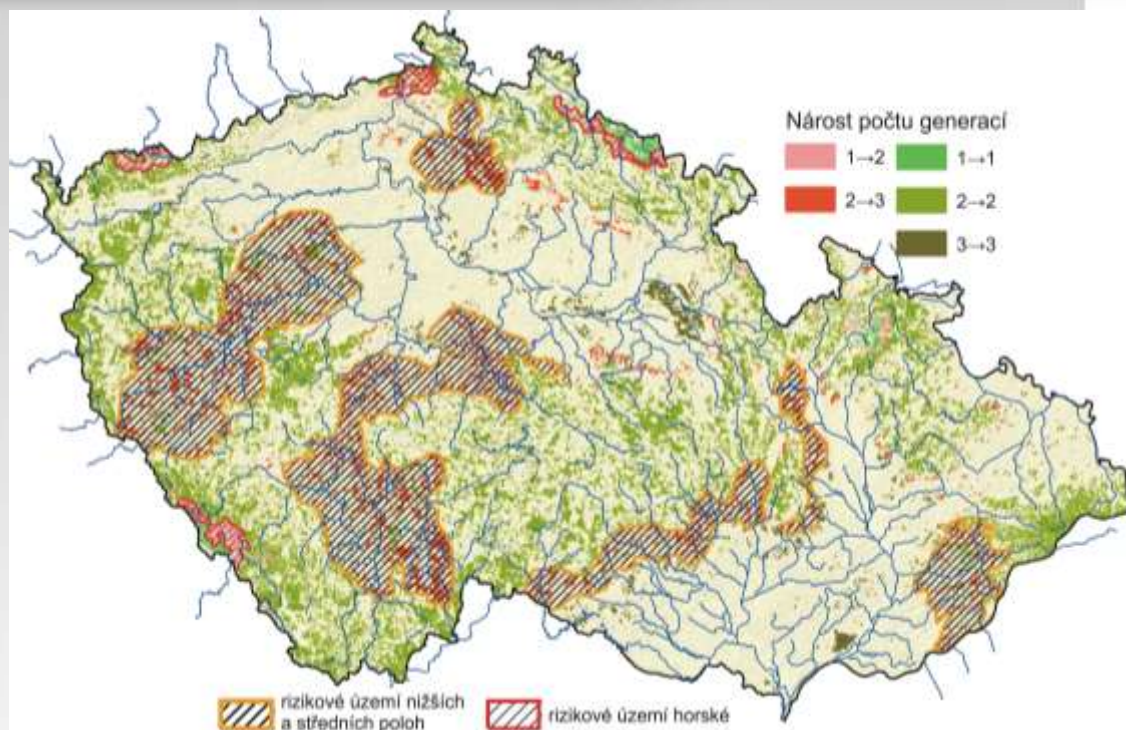 Nárost počtu generací
1→2 1→1
2→3 2→2
3→3
rizikové území nižších
a středních poloh
rizikové území horské